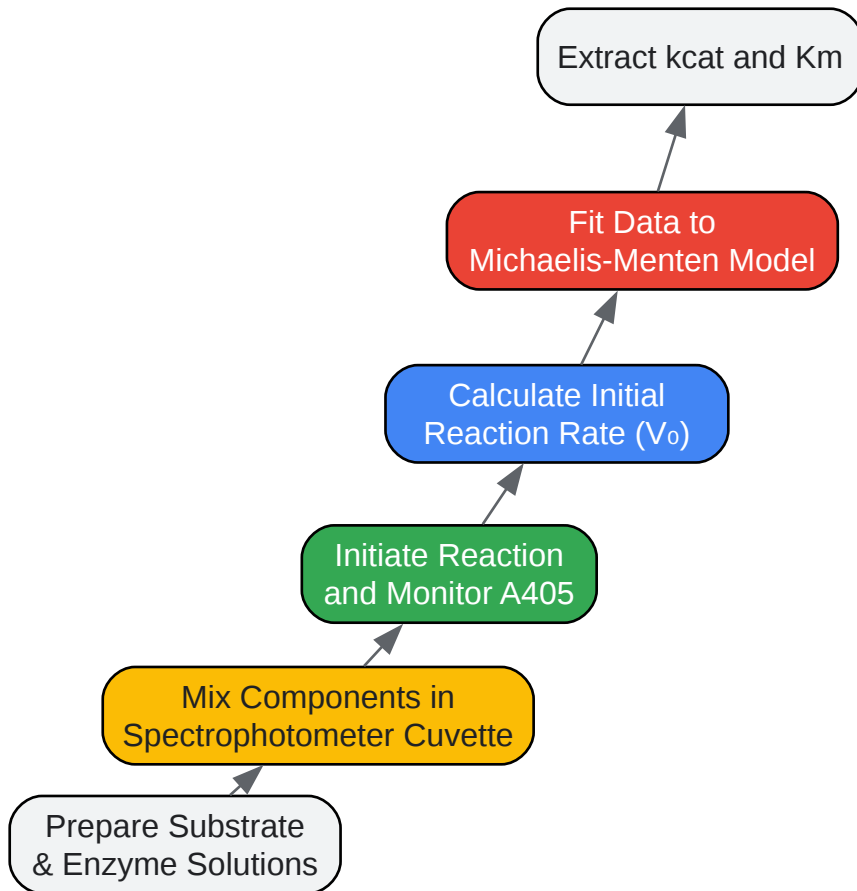 Extract kcat and Km
Fit Data to
Michaelis-Menten Model
Calculate Initial
Reaction Rate (V₀)
Initiate Reaction
and Monitor A405
Mix Components in
Spectrophotometer Cuvette
Prepare Substrate
& Enzyme Solutions